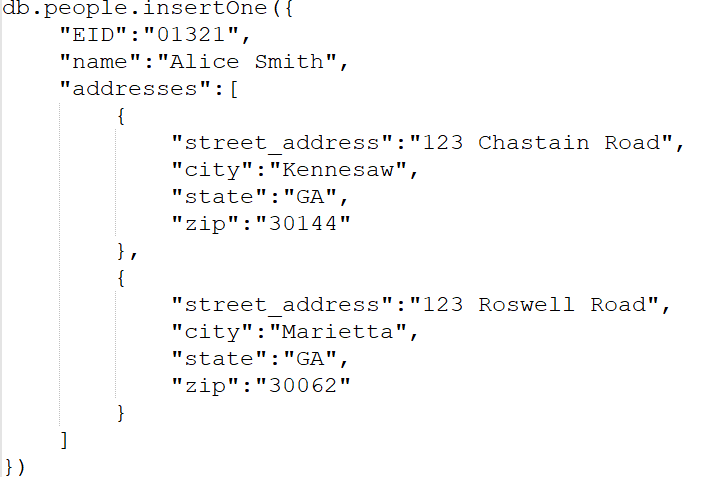 db.people.insertOne({
    "EID":"01321",
    "name":"Alice Smith",
    "addresses":[
        {
            "street_address":"123 Chastain Road",
            "city":"Kennesaw",
            "state":"GA",
            "zip":"30144"
        },
        {
            "street_address":"123 Roswell Road",
            "city":"Marietta",
            "state":"GA",
            "zip":"30062"
        }
    ]
})